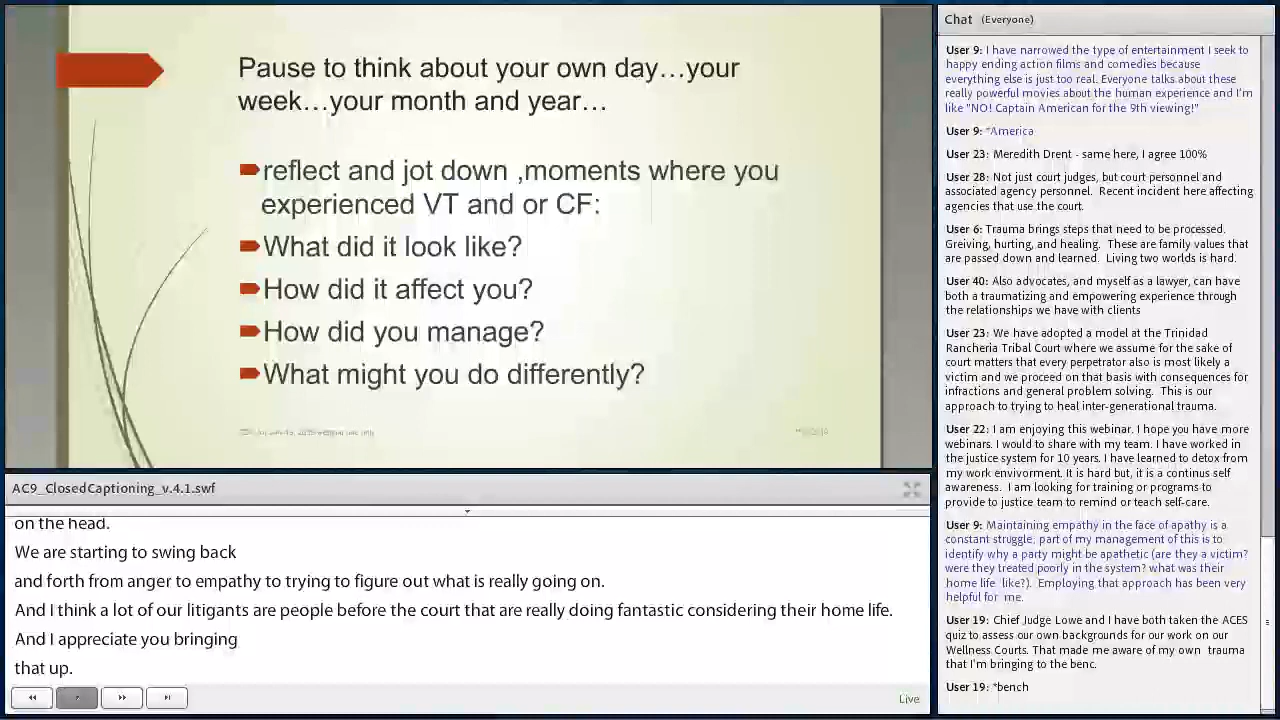 Pause to think about your own day…your
week…your month and year…
reflect and jot down ,moments where you
experienced VT and or CF:
What did it look like?
How did it affect you?
How did you manage?
What might you do differently?
AC9_ClosedCaptioning_v.4.1.swf
on the head.
We are starting to swing back
and forth from anger to empathy to trying to figure out what is really going on.
And I think a lot of our litigants are people before the court that are really doing fantastic considering their home life.
And I appreciate you bringing
that up.
Live
Chat (Everyone)
User 9: I have narrowed the type of entertainment I seek to
happy ending action films and comedies because
everything else is just too real. Everyone talks about these
really powerful movies about the human experience and I'm
like "NO! Captain American for the 9th viewing!"
User 9: *America
User 23: Meredith Drent - same here, I agree 100%
User 28: Not just court judges, but court personnel and
associated agency personnel. Recent incident here affecting
agencies that use the court.
User 6: Trauma brings steps that need to be processed.
Greiving, hurting, and healing. These are family values that
are passed down and learned. Living two worlds is hard.
User 40: Also advocates, and myself as a lawyer, can have
both a traumatizing and empowering experience through
the relationships we have with clients
User 23: We have adopted a model at the Trinidad
Rancheria Tribal Court where we assume for the sake of
court matters that every perpetrator also is most likely a
victim and we proceed on that basis with consequences for
infractions and general problem solving. This is our
approach to trying to heal inter-generational trauma.
User 22: I am enjoying this webinar. I hope you have more
webinars. I would to share with my team. I have worked in
the justice system for 10 years. I have learned to detox from
my work enviornment. It is hard but, it is a continus self
awareness. I am looking for training or programs to
provide to justice team to remind or teach self-care.
User 9: Maintaining empathy in the face of apathy is a
constant struggle; part of my management of this is to
identify why a party might be apathetic (are they a victim?
were they treated poorly in the system? what was their
home life like?). Employing that approach has been very
helpful for me.
User 19: Chief Judge Lowe and I have both taken the ACES
quiz to assess our own backgrounds for our work on our
Wellness Courts. That made me aware of my own trauma
that I'm bringing to the benc.
User 19: *bench